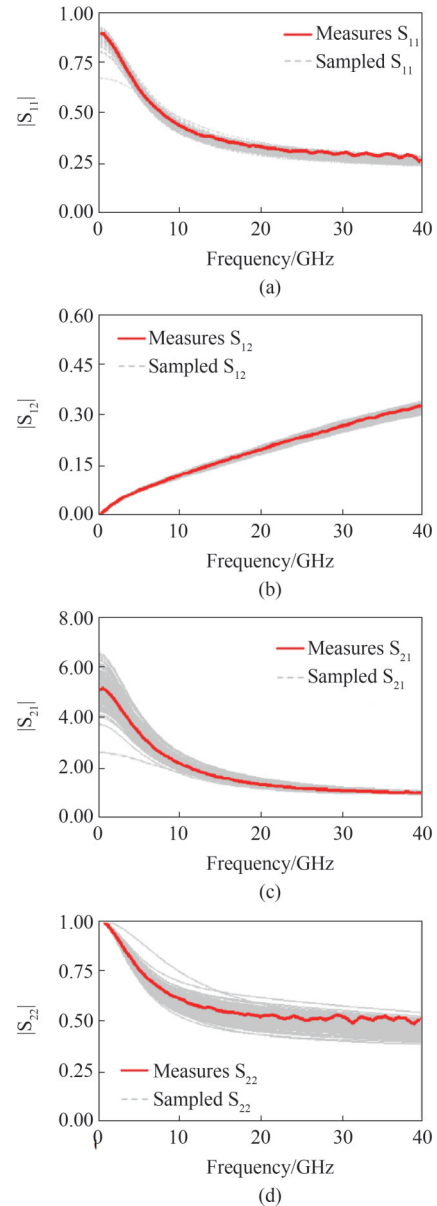 1.00
Measures S11
Sampled S11
0.75
0.50
0.25
0.00
|S11|
0 10 20 30 40
Frequency/GHz
(a)
0.60
Measures S12
Sampled S12
0.45
0.30
0.15
0.00
|S12|
0 10 20 30 40
Frequency/GHz
(b)
8.00
Measures S21
Sampled S21
6.00
4.00
2.00
0.00
|S21|
0 10 20 30 40
Frequency/GHz
(c)
1.00
0.75
0.50
0.25
Measures S22
Sampled S22
0.00
|S22|
0 10 20 30 40
Frequency/GHz
(d)